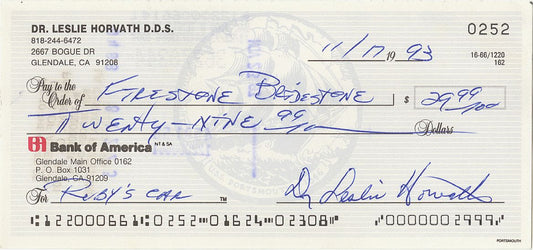 DR. LESLIE HORVATH D.D.S.
818-244-6472
2667 BOGUE DR
GLENDALE, CA 91208
0252
11/17 19 93
16-66/1220
162
Pay to the
Order of FIRESTONE BRIDESTONE $ 29 99/100
TWENTY-NINE 99/100 Dollars
Bank of America NT & SA
Glendale Main Office 0162
P. O. Box 1031
Glendale, CA 91209
For RUBY'S CAR TM Dr Leslie Horvath
⑆122000661⑆0252⑈01624⑈02308⑈ ⑈0000002999⑈
PORTSMOUTH